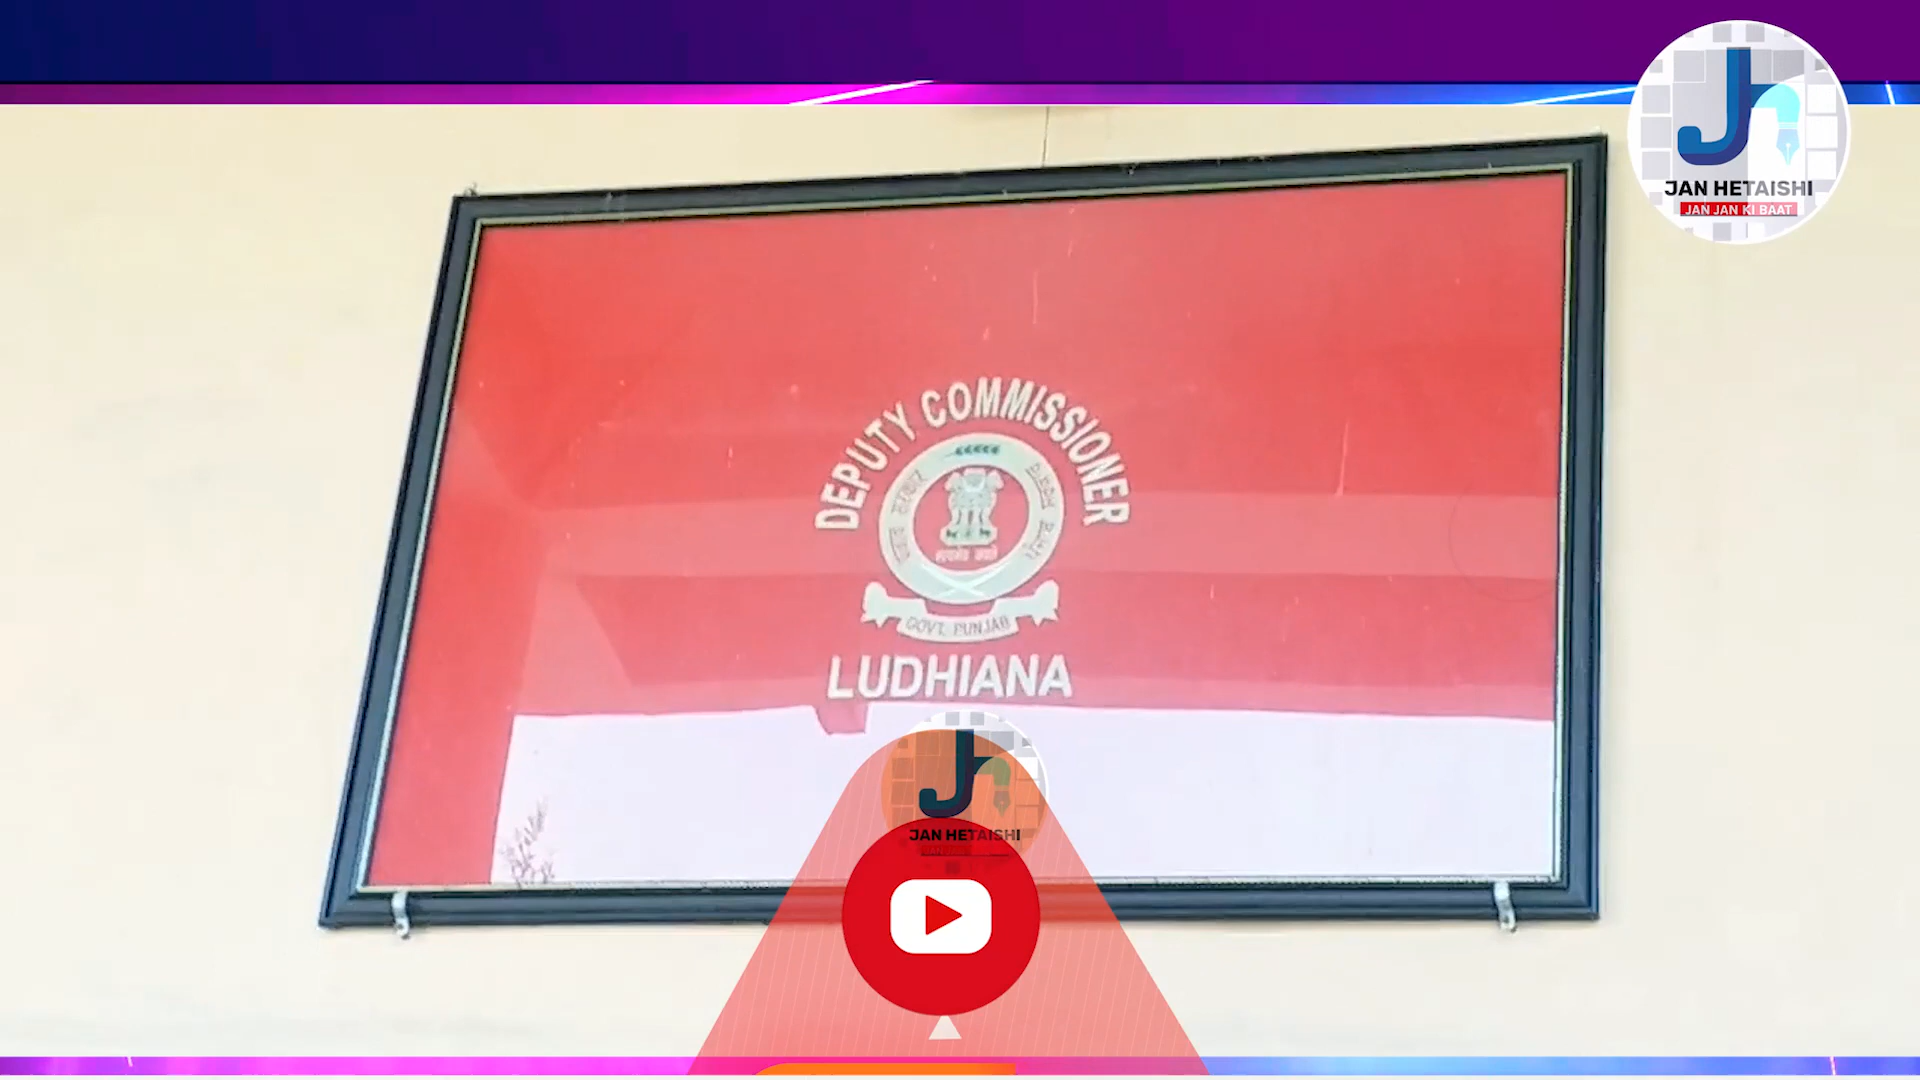 JAN HETAISHI
JAN JAN KI BAAT
DEPUTY COMMISSIONER
GOVT. PUNJAB
LUDHIANA
JAN HETAISHI